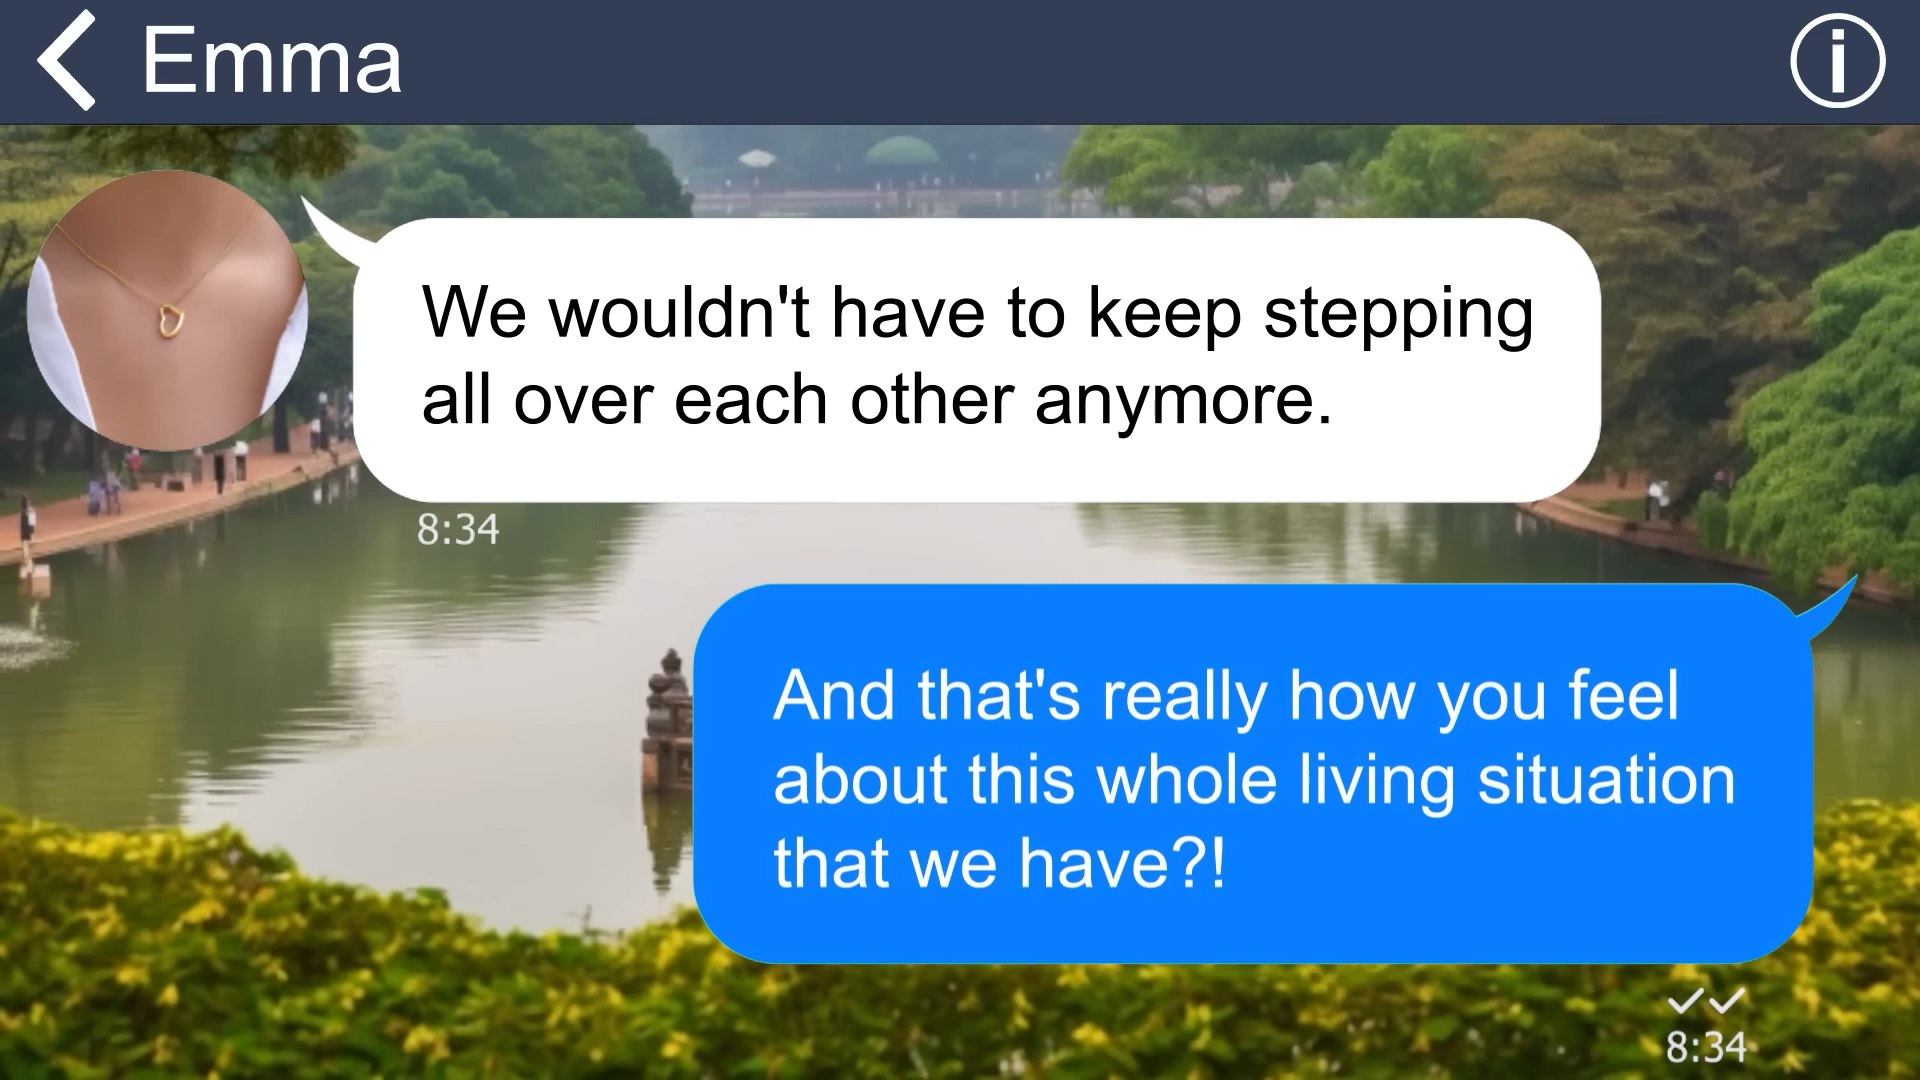 Emma
We wouldn't have to keep stepping
all over each other anymore.
8:34
And that's really how you feel
about this whole living situation
that we have?!
8:34